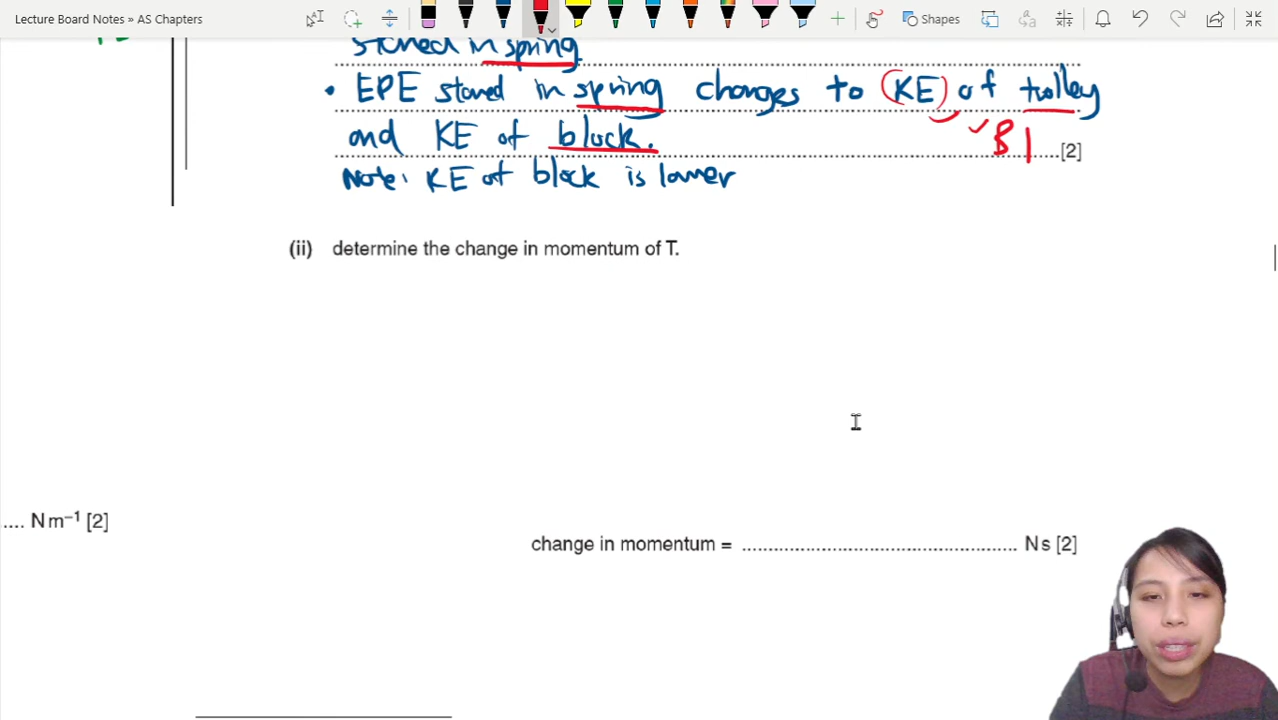 Lecture Board Notes » AS Chapters
Shapes
stored in spring
• EPE stored in spring changes to (KE) of trolley
and KE of block.
✓ B1
[2]
Note: KE of block is lower
(ii) determine the change in momentum of T.
.... N m⁻¹ [2]
change in momentum = ................................................ N s [2]